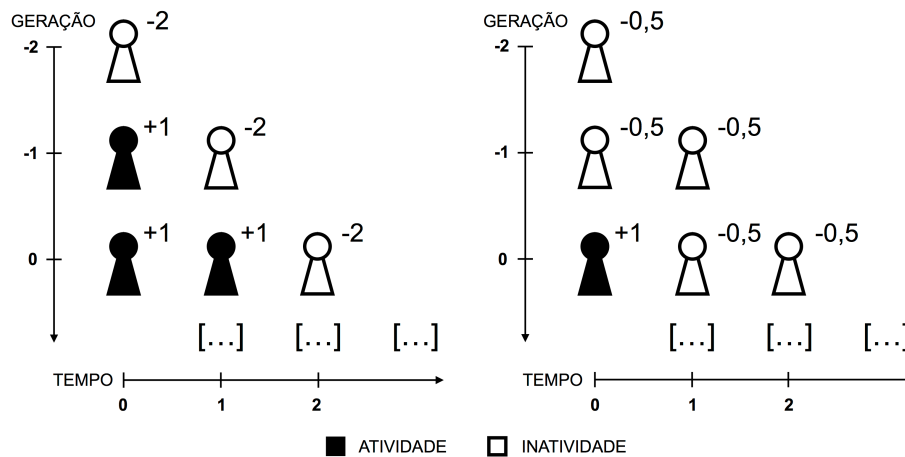 GERAÇÃO -2 GERAÇÃO -0,5
-2 -2
+1 -0,5
-1 -2 -1 -0,5
+1 +1 -2 +1 -0,5 -0,5
0 0
[...] [...] [...] [...] [...] [...]
TEMPO TEMPO
0 1 2 0 1 2
ATIVIDADE INATIVIDADE